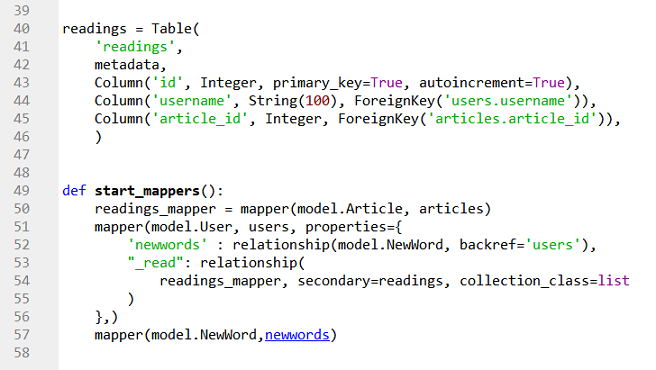 39
40 readings = Table(
41     'readings',
42     metadata,
43     Column('id', Integer, primary_key=True, autoincrement=True),
44     Column('username', String(100), ForeignKey('users.username')),
45     Column('article_id', Integer, ForeignKey('articles.article_id')),
46     )
47
48
49 def start_mappers():
50     readings_mapper = mapper(model.Article, articles)
51     mapper(model.User, users, properties={
52         'newwords' : relationship(model.NewWord, backref='users'),
53         "_read": relationship(
54             readings_mapper, secondary=readings, collection_class=list
55         )
56     },)
57     mapper(model.NewWord,newwords)
58